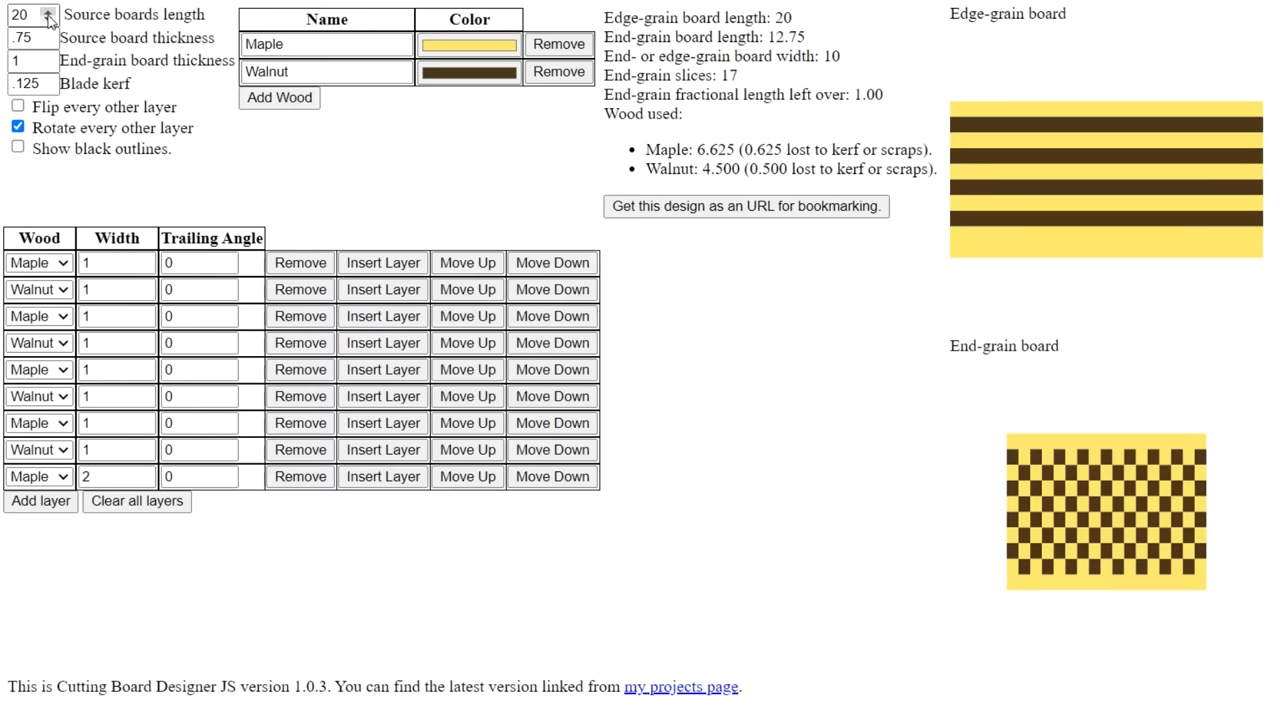 20 Source boards length
.75 Source board thickness
1 End-grain board thickness
.125 Blade kerf
Flip every other layer
Rotate every other layer
Show black outlines.
Name Color
Maple Remove
Walnut Remove
Add Wood
Edge-grain board length: 20
End-grain board length: 12.75
End- or edge-grain board width: 10
End-grain slices: 17
End-grain fractional length left over: 1.00
Wood used:
• Maple: 6.625 (0.625 lost to kerf or scraps).
• Walnut: 4.500 (0.500 lost to kerf or scraps).
Get this design as an URL for bookmarking.
Edge-grain board
End-grain board
Wood Width Trailing Angle
Maple 1 0 Remove Insert Layer Move Up Move Down
Walnut 1 0 Remove Insert Layer Move Up Move Down
Maple 1 0 Remove Insert Layer Move Up Move Down
Walnut 1 0 Remove Insert Layer Move Up Move Down
Maple 1 0 Remove Insert Layer Move Up Move Down
Walnut 1 0 Remove Insert Layer Move Up Move Down
Maple 1 0 Remove Insert Layer Move Up Move Down
Walnut 1 0 Remove Insert Layer Move Up Move Down
Maple 2 0 Remove Insert Layer Move Up Move Down
Add layer Clear all layers
This is Cutting Board Designer JS version 1.0.3. You can find the latest version linked from my projects page.